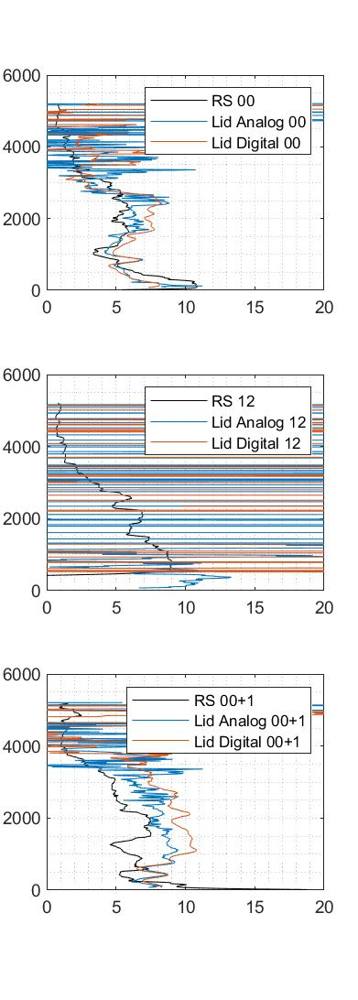 6000
RS 00
Lid Analog 00
Lid Digital 00
4000
2000
0
0 5 10 15 20
6000
RS 12
Lid Analog 12
Lid Digital 12
4000
2000
0
0 5 10 15 20
6000
RS 00+1
Lid Analog 00+1
Lid Digital 00+1
4000
2000
0
0 5 10 15 20